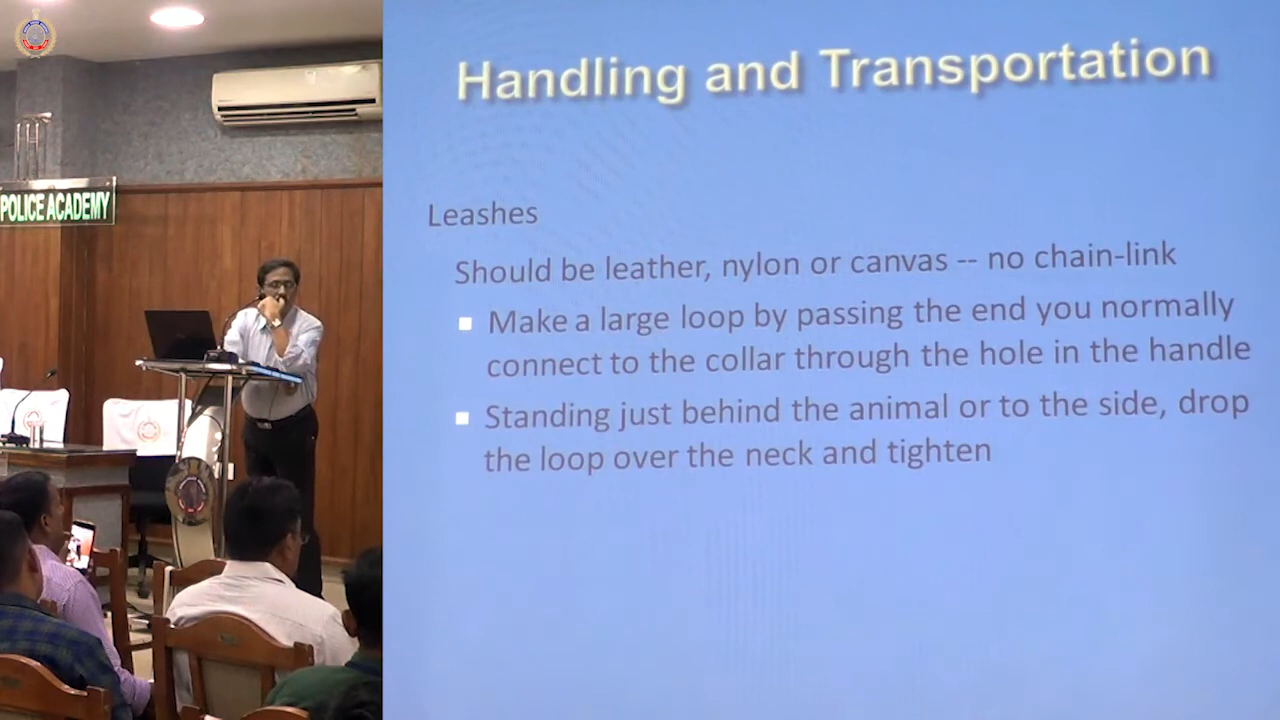 Handling and Transportation
POLICE ACADEMY
Leashes
Should be leather, nylon or canvas -- no chain-link
Make a large loop by passing the end you normally
connect to the collar through the hole in the handle
Standing just behind the animal or to the side, drop
the loop over the neck and tighten